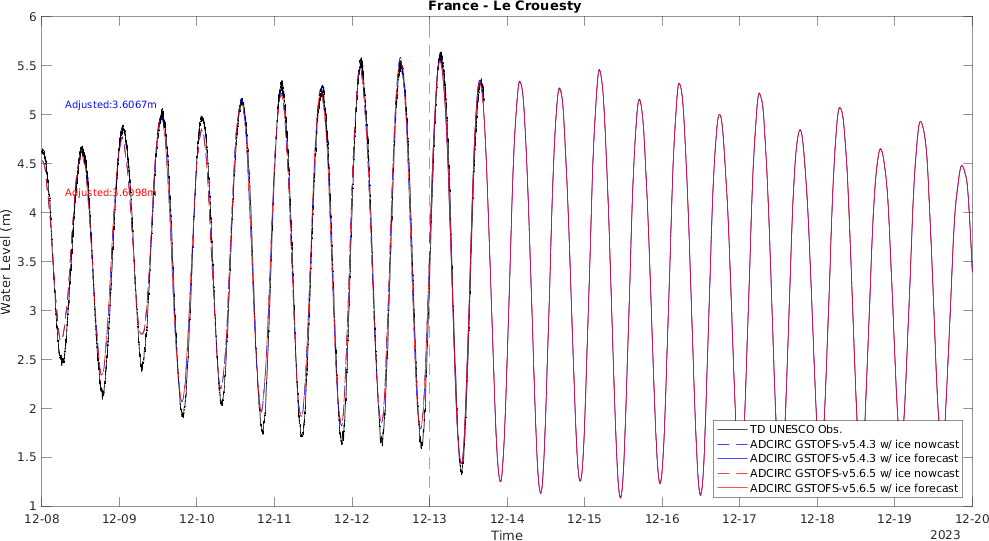 France - Le Crouesty
6
5.5
5
4.5
4
3.5
3
2.5
2
1.5
1
Water Level (m)
Adjusted:3.6067m
Adjusted:3.6098m
TD UNESCO Obs.
ADCIRC GSTOFS-v5.4.3 w/ ice nowcast
ADCIRC GSTOFS-v5.4.3 w/ ice forecast
ADCIRC GSTOFS-v5.6.5 w/ ice nowcast
ADCIRC GSTOFS-v5.6.5 w/ ice forecast
12-08 12-09 12-10 12-11 12-12 12-13 12-14 12-15 12-16 12-17 12-18 12-19 12-20
Time
2023